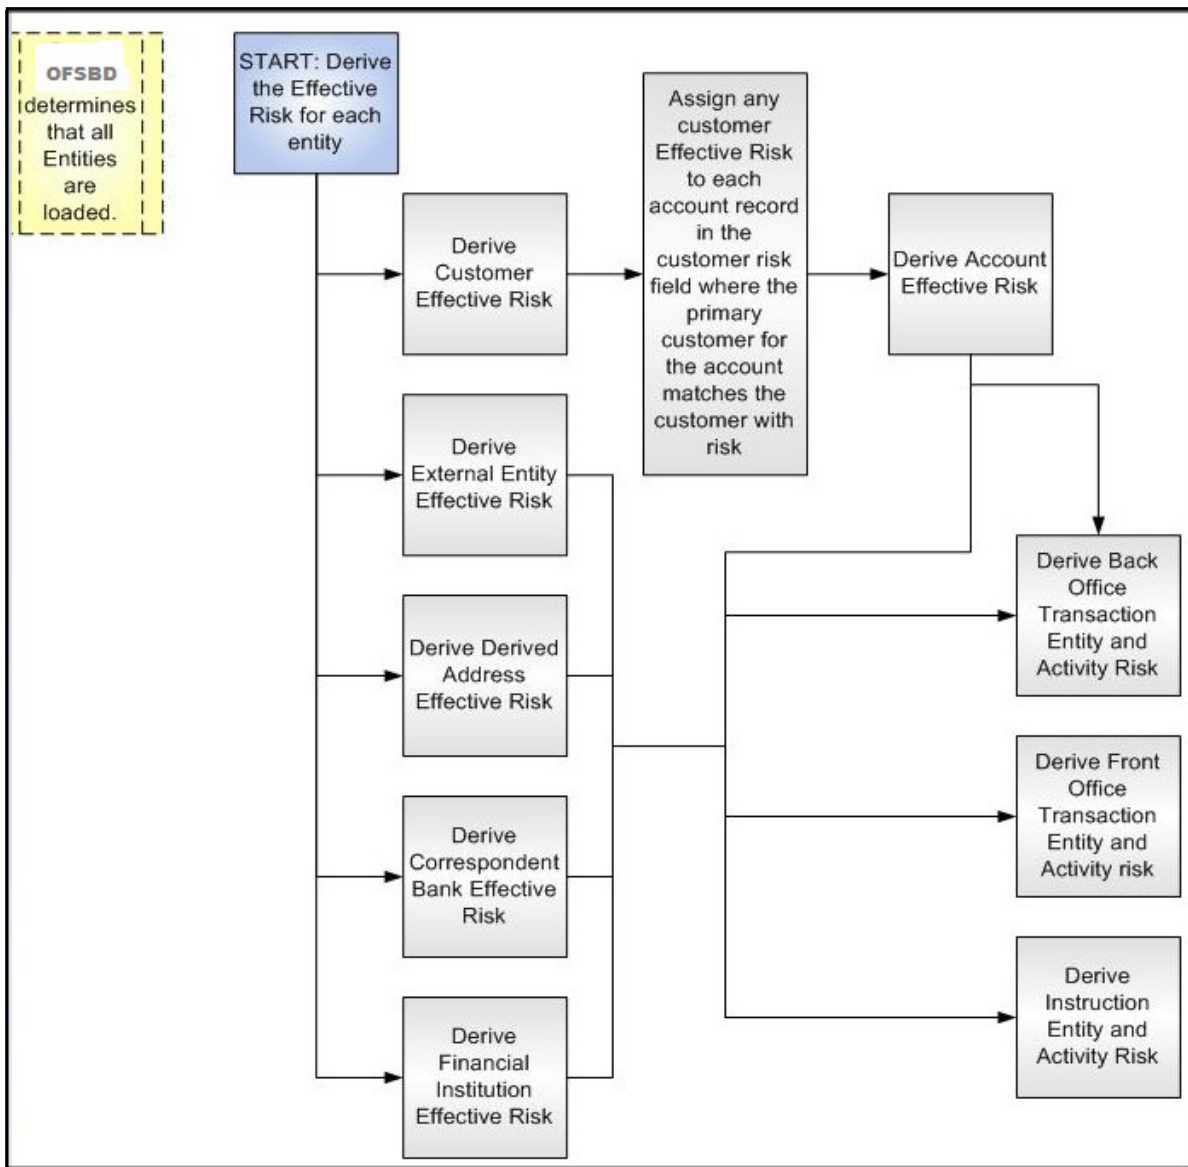 OFSBD
determines
that all
Entities
are
loaded.
START: Derive
the Effective
Risk for each
entity
Derive
Customer
Effective Risk
Assign any
customer
Effective Risk
to each
account record
in the
customer risk
field where the
primary
customer for
the account
matches the
customer with
risk
Derive Account
Effective Risk
Derive
External Entity
Effective Risk
Derive Derived
Address
Effective Risk
Derive
Correspondent
Bank Effective
Risk
Derive
Financial
Institution
Effective Risk
Derive Back
Office
Transaction
Entity and
Activity Risk
Derive Front
Office
Transaction
Entity and
Activity risk
Derive
Instruction
Entity and
Activity Risk